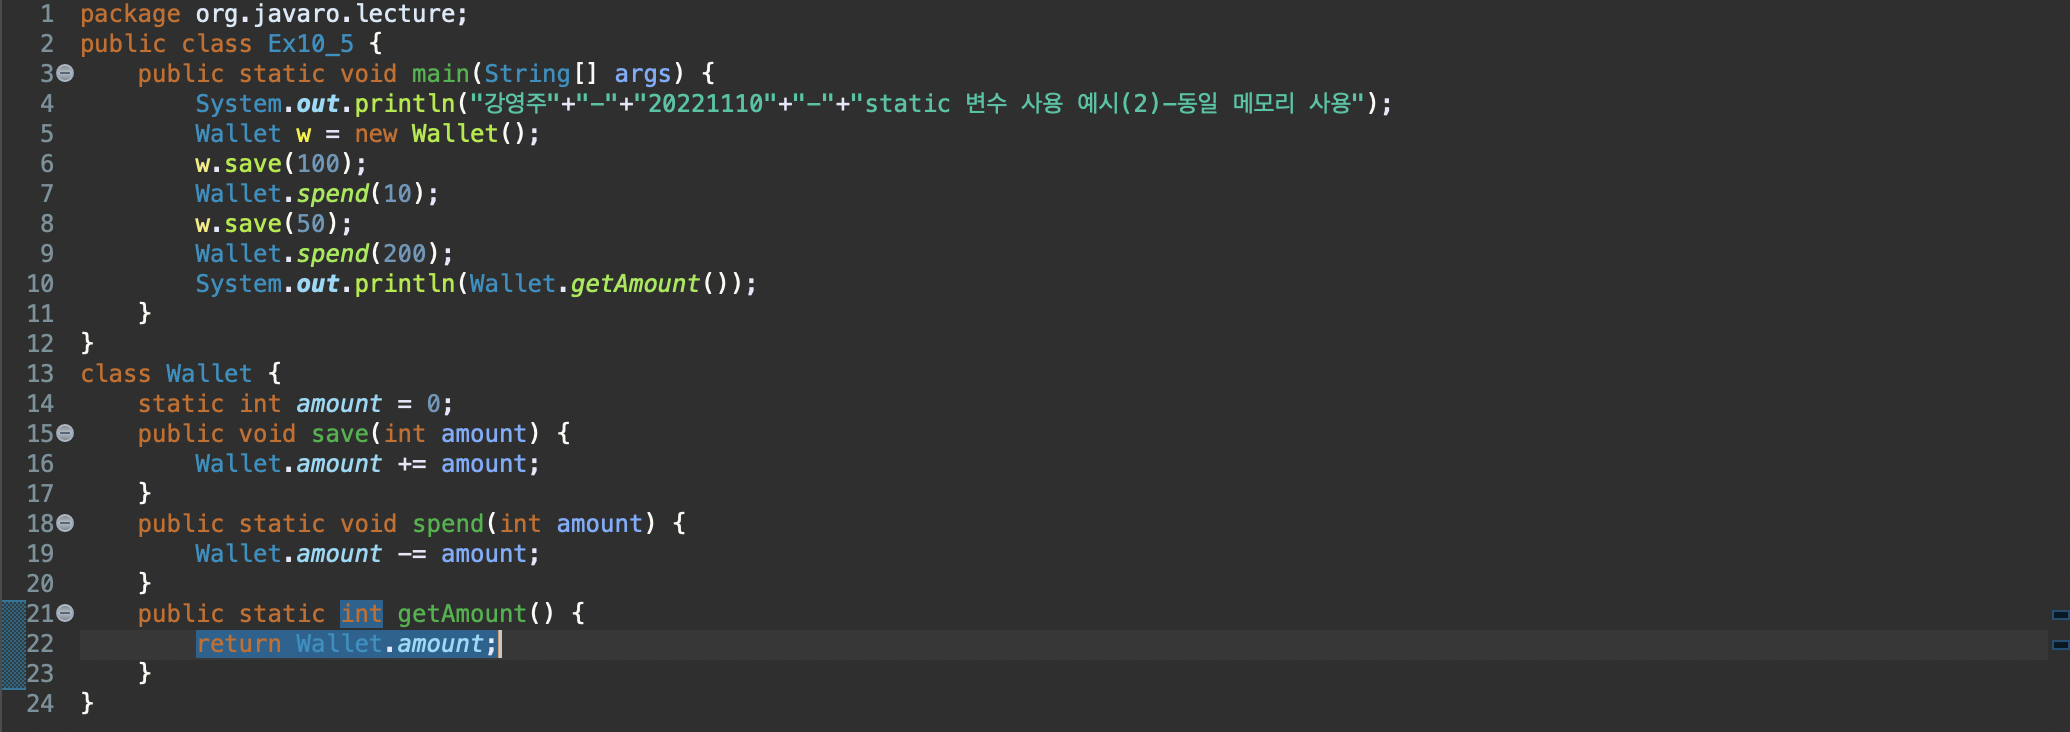 1 package org.javaro.lecture;
2 public class Ex10_5 {
3     public static void main(String[] args) {
4         System.out.println("강영주"+"-"+"20221110"+"-"+"static 변수 사용 예시(2)-동일 메모리 사용");
5         Wallet w = new Wallet();
6         w.save(100);
7         Wallet.spend(10);
8         w.save(50);
9         Wallet.spend(200);
10         System.out.println(Wallet.getAmount());
11     }
12 }
13 class Wallet {
14     static int amount = 0;
15     public void save(int amount) {
16         Wallet.amount += amount;
17     }
18     public static void spend(int amount) {
19         Wallet.amount -= amount;
20     }
21     public static int getAmount() {
22         return Wallet.amount;
23     }
24 }